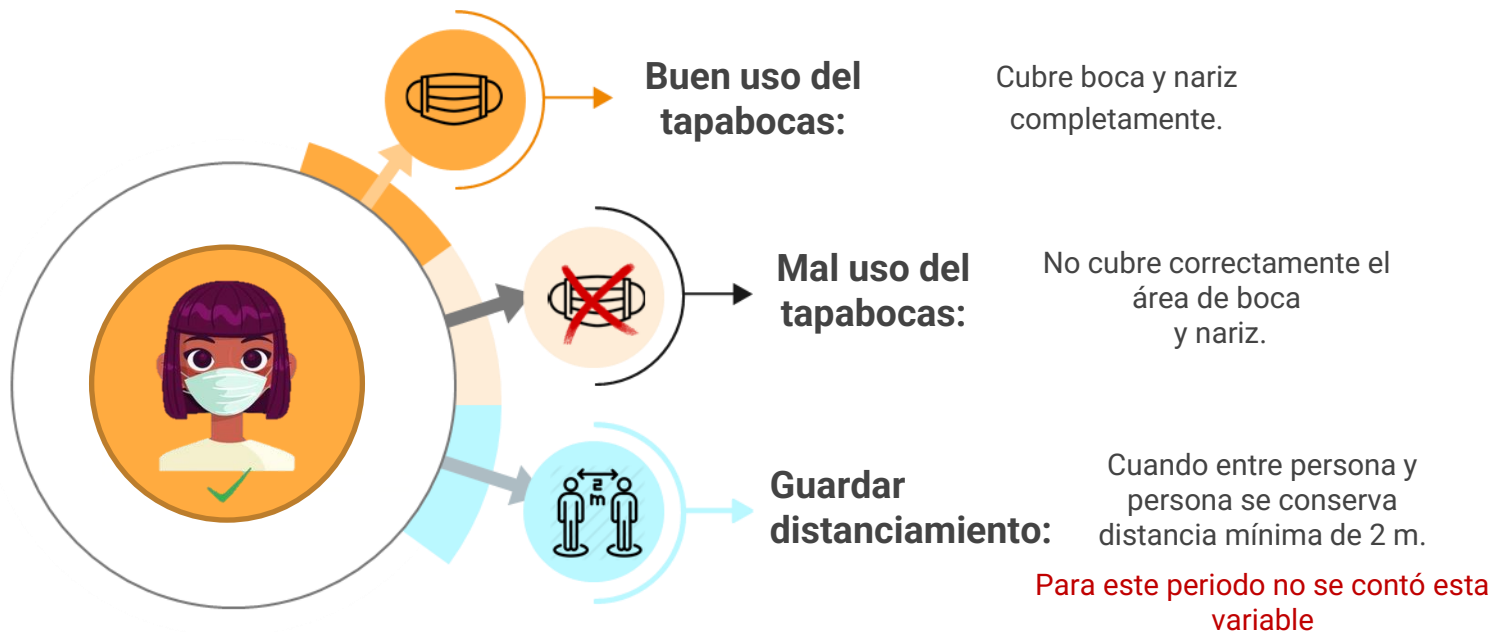 Buen uso del
tapabocas:
Cubre boca y nariz
completamente.
Mal uso del
tapabocas:
No cubre correctamente el
área de boca
y nariz.
2
m
Guardar
distanciamiento:
Cuando entre persona y
persona se conserva
distancia mínima de 2 m.
Para este periodo no se contó esta
variable